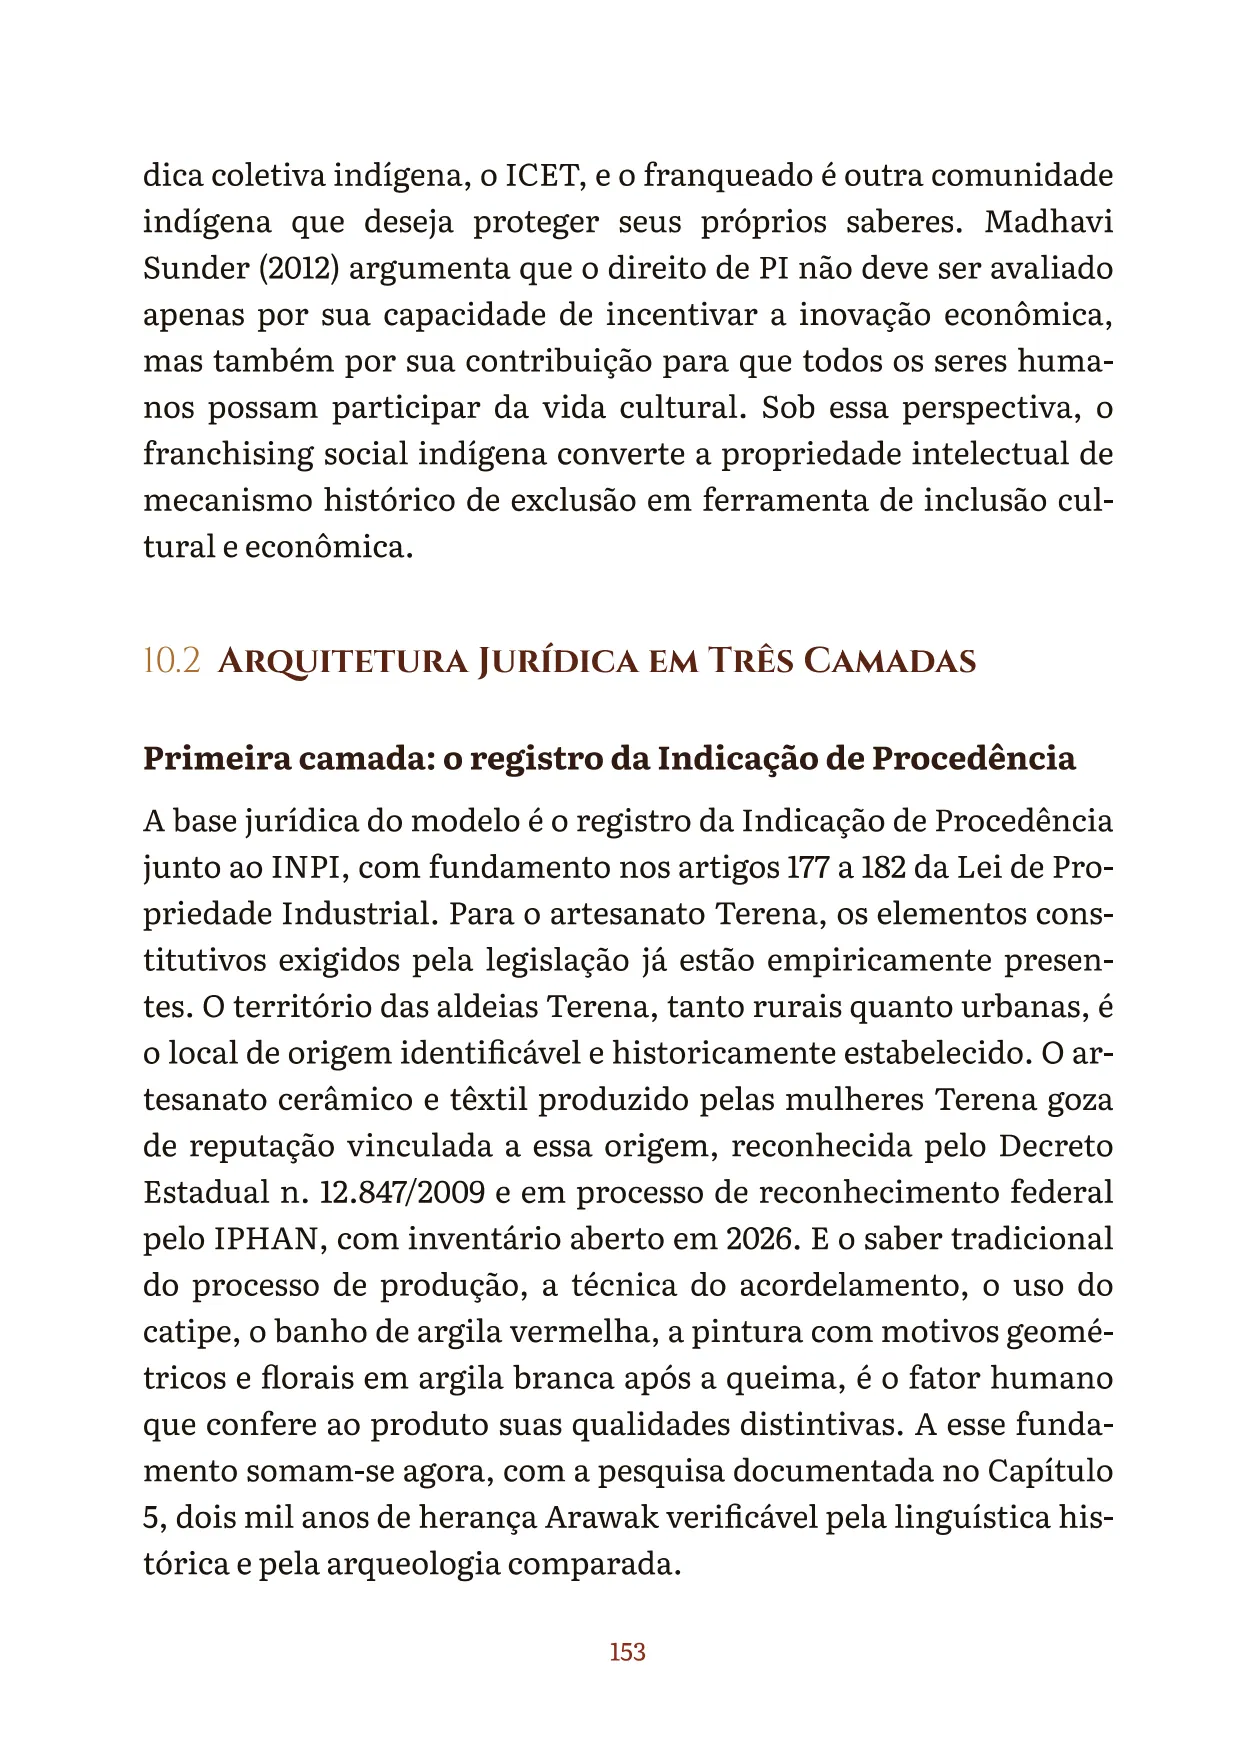 dica coletiva indígena, o ICET, e o franqueado é outra comunidade
indígena que deseja proteger seus próprios saberes. Madhavi
Sunder (2012) argumenta que o direito de PI não deve ser avaliado
apenas por sua capacidade de incentivar a inovação econômica,
mas também por sua contribuição para que todos os seres huma-
nos possam participar da vida cultural. Sob essa perspectiva, o
franchising social indígena converte a propriedade intelectual de
mecanismo histórico de exclusão em ferramenta de inclusão cul-
tural e econômica.
10.2 Arquitetura Jurídica em Três Camadas
Primeira camada: o registro da Indicação de Procedência
A base jurídica do modelo é o registro da Indicação de Procedência
junto ao INPI, com fundamento nos artigos 177 a 182 da Lei de Pro-
priedade Industrial. Para o artesanato Terena, os elementos cons-
titutivos exigidos pela legislação já estão empiricamente presen-
tes. O território das aldeias Terena, tanto rurais quanto urbanas, é
o local de origem identificável e historicamente estabelecido. O ar-
tesanato cerâmico e têxtil produzido pelas mulheres Terena goza
de reputação vinculada a essa origem, reconhecida pelo Decreto
Estadual n. 12.847/2009 e em processo de reconhecimento federal
pelo IPHAN, com inventário aberto em 2026. E o saber tradicional
do processo de produção, a técnica do acordelamento, o uso do
catipe, o banho de argila vermelha, a pintura com motivos geomé-
tricos e florais em argila branca após a queima, é o fator humano
que confere ao produto suas qualidades distintivas. A esse funda-
mento somam-se agora, com a pesquisa documentada no Capítulo
5, dois mil anos de herança Arawak verificável pela linguística his-
tórica e pela arqueologia comparada.
153